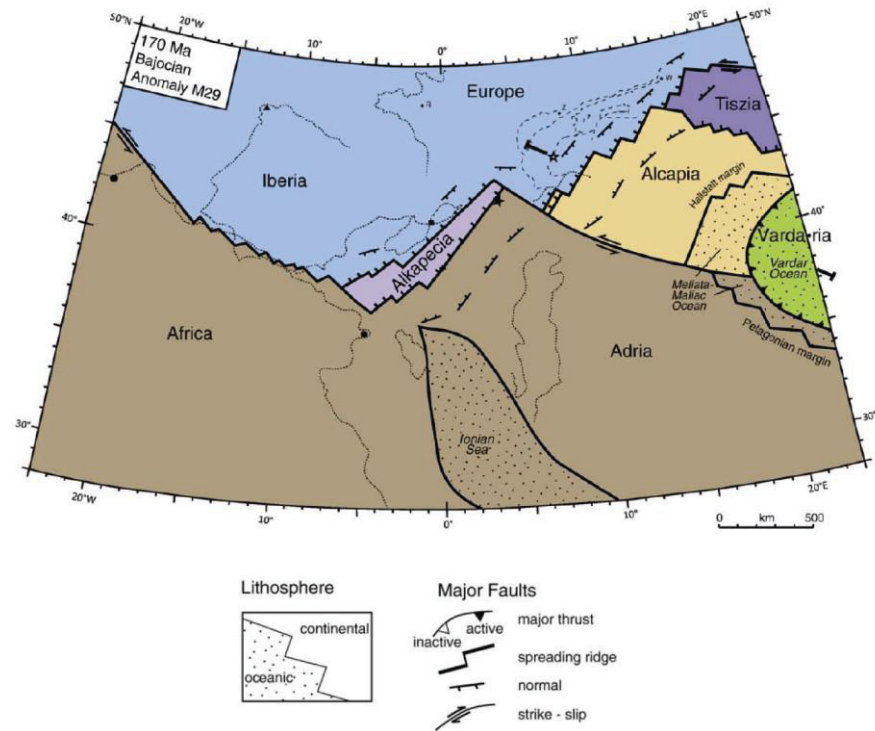 170 Ma
Bajocian
Anomaly M29
50°N
20°W
10°
0°
10°
20°E
50°N
Europe
Tiszia
Iberia
Alcapia
Alkapecia
Hallstatt margin
40°
40°
Vardaria
Vardar
Ocean
Meliata-
Maliac
Ocean
Pelagonian margin
Africa
Adria
Ionian
Sea
30°
30°
20°W
10°
0°
10°
20°E
0 km 500
Lithosphere
continental
oceanic
Major Faults
inactive
active
major thrust
spreading ridge
normal
strike - slip